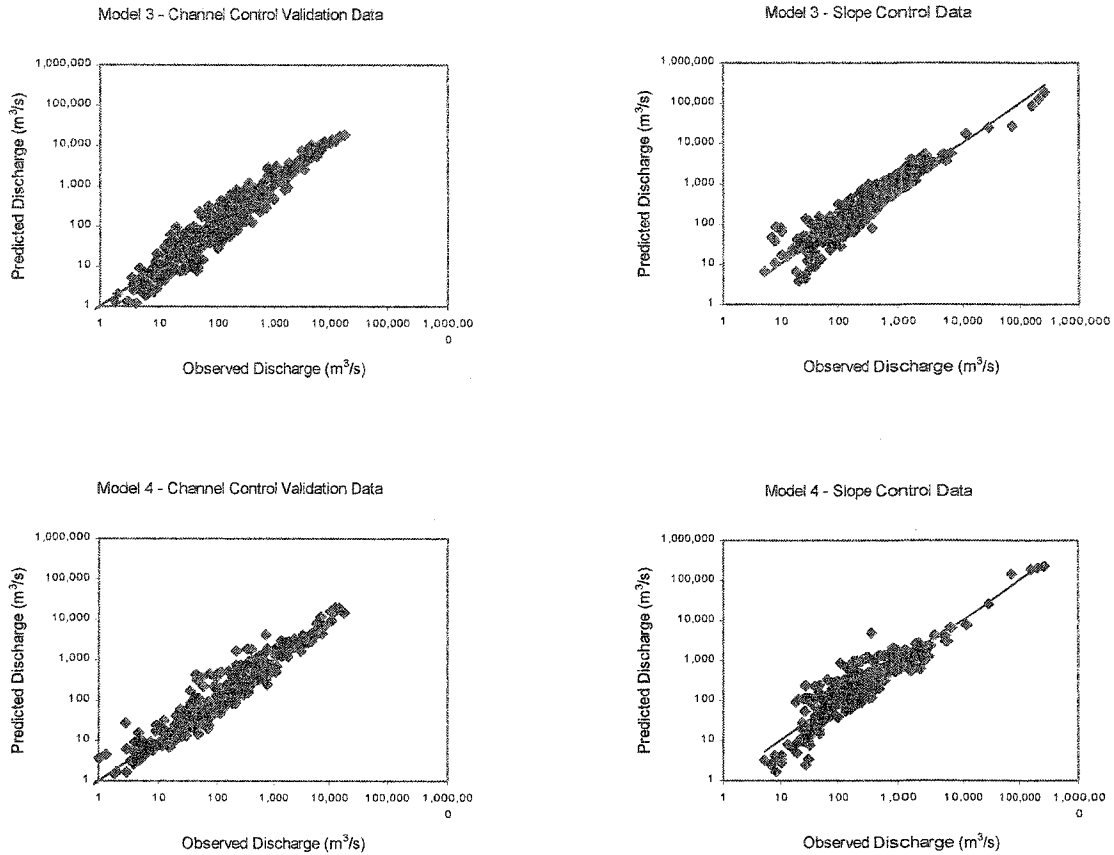 Model 3 - Channel Control Validation Data
Predicted Discharge (m³/s)
1,000,000
100,000
10,000
1,000
100
10
1
1 10 100 1,000 10,000 100,000 1,000,00
0
Observed Discharge (m³/s)
Model 3 - Slope Control Data
Predicted Discharge (m³/s)
1,000,000
100,000
10,000
1,000
100
10
1
1 10 100 1,000 10,000 100,000 1,000,000
Observed Discharge (m³/s)
Model 4 - Channel Control Validation Data
Predicted Discharge (m³/s)
1,000,000
100,000
10,000
1,000
100
10
1
1 10 100 1,000 10,000 100,000 1,000,00
0
Observed Discharge (m³/s)
Model 4 - Slope Control Data
Predicted Discharge (m³/s)
1,000,000
100,000
10,000
1,000
100
10
1
1 10 100 1,000 10,000 100,000 1,000,00
0
Observed Discharge (m³/s)